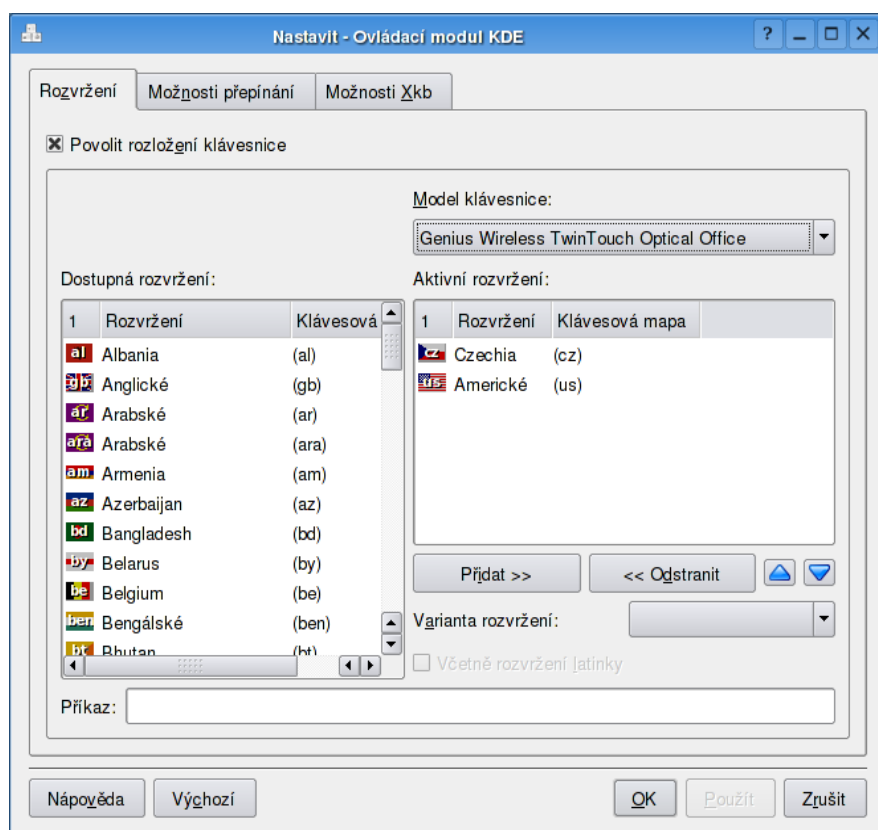 Nastavit - Ovládací modul KDE
Rozvržení Možnosti přepínání Možnosti Xkb
Povolit rozložení klávesnice
Model klávesnice:
Genius Wireless TwinTouch Optical Office
Dostupná rozvržení:
1 Rozvržení Klávesová
al Albania (al)
gb Anglické (gb)
ar Arabské (ar)
ara Arabské (ara)
am Armenia (am)
az Azerbaijan (az)
bd Bangladesh (bd)
by Belarus (by)
be Belgium (be)
ben Bengálské (ben)
bt Bhutan (bt)
Aktivní rozvržení:
1 Rozvržení Klávesová mapa
cz Czechia (cz)
us Americké (us)
Přidat >> << Odstranit
Varianta rozvržení:
Včetně rozvržení latinky
Příkaz:
Nápověda Výchozí OK Použít Zrušit